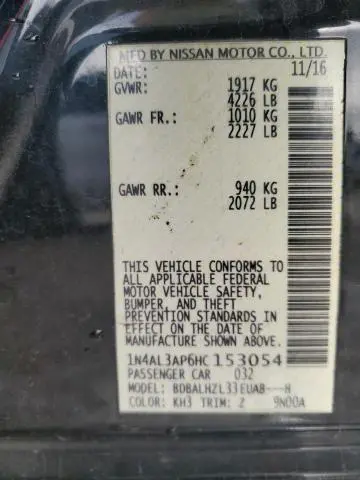 MFD BY NISSAN MOTOR CO., LTD.
DATE: 11/16
GVWR: 1917 KG
4226 LB
GAWR FR.: 1010 KG
2227 LB
GAWR RR.: 940 KG
2072 LB
THIS VEHICLE CONFORMS TO
ALL APPLICABLE FEDERAL
MOTOR VEHICLE SAFETY,
BUMPER, AND THEFT
PREVENTION STANDARDS
IN EFFECT ON THE DATE OF
MANUFACTURE SHOWN ABOVE.
1N4AL3AP6HC153054
PASSENGER CAR 032
MODEL: BDBALHZL33EUA8---H
COLOR: KH3 TRIM: Z 9N00A